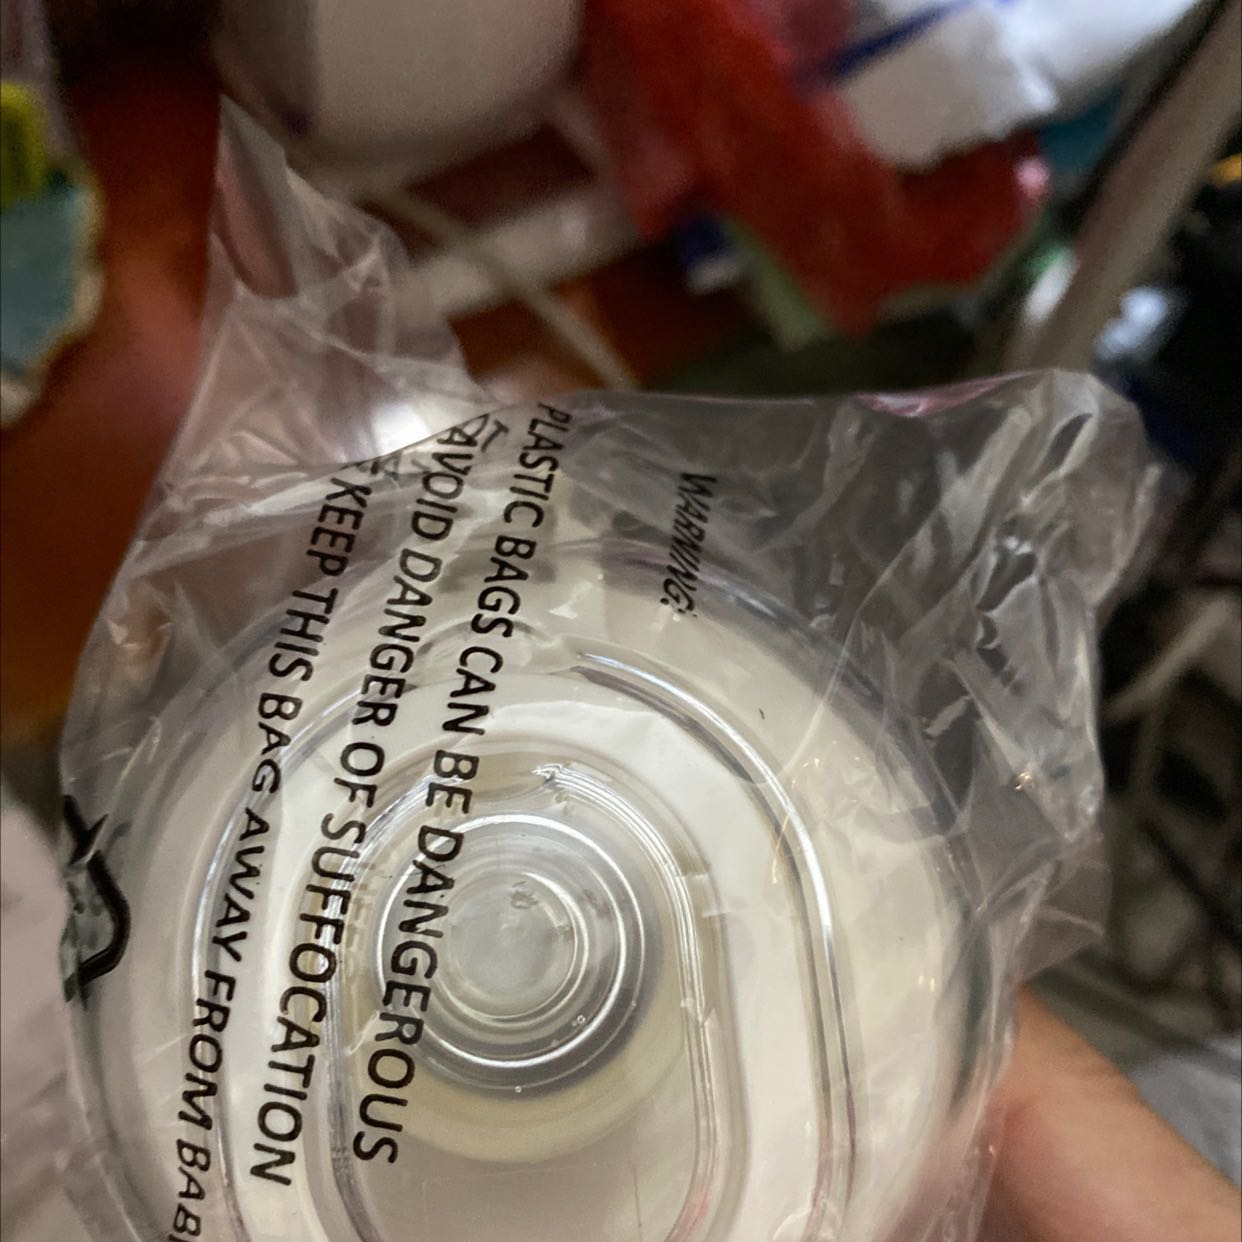 WARNING:
PLASTIC BAGS CAN BE DANGEROUS
AVOID DANGER OF SUFFOCATION
KEEP THIS BAG AWAY FROM